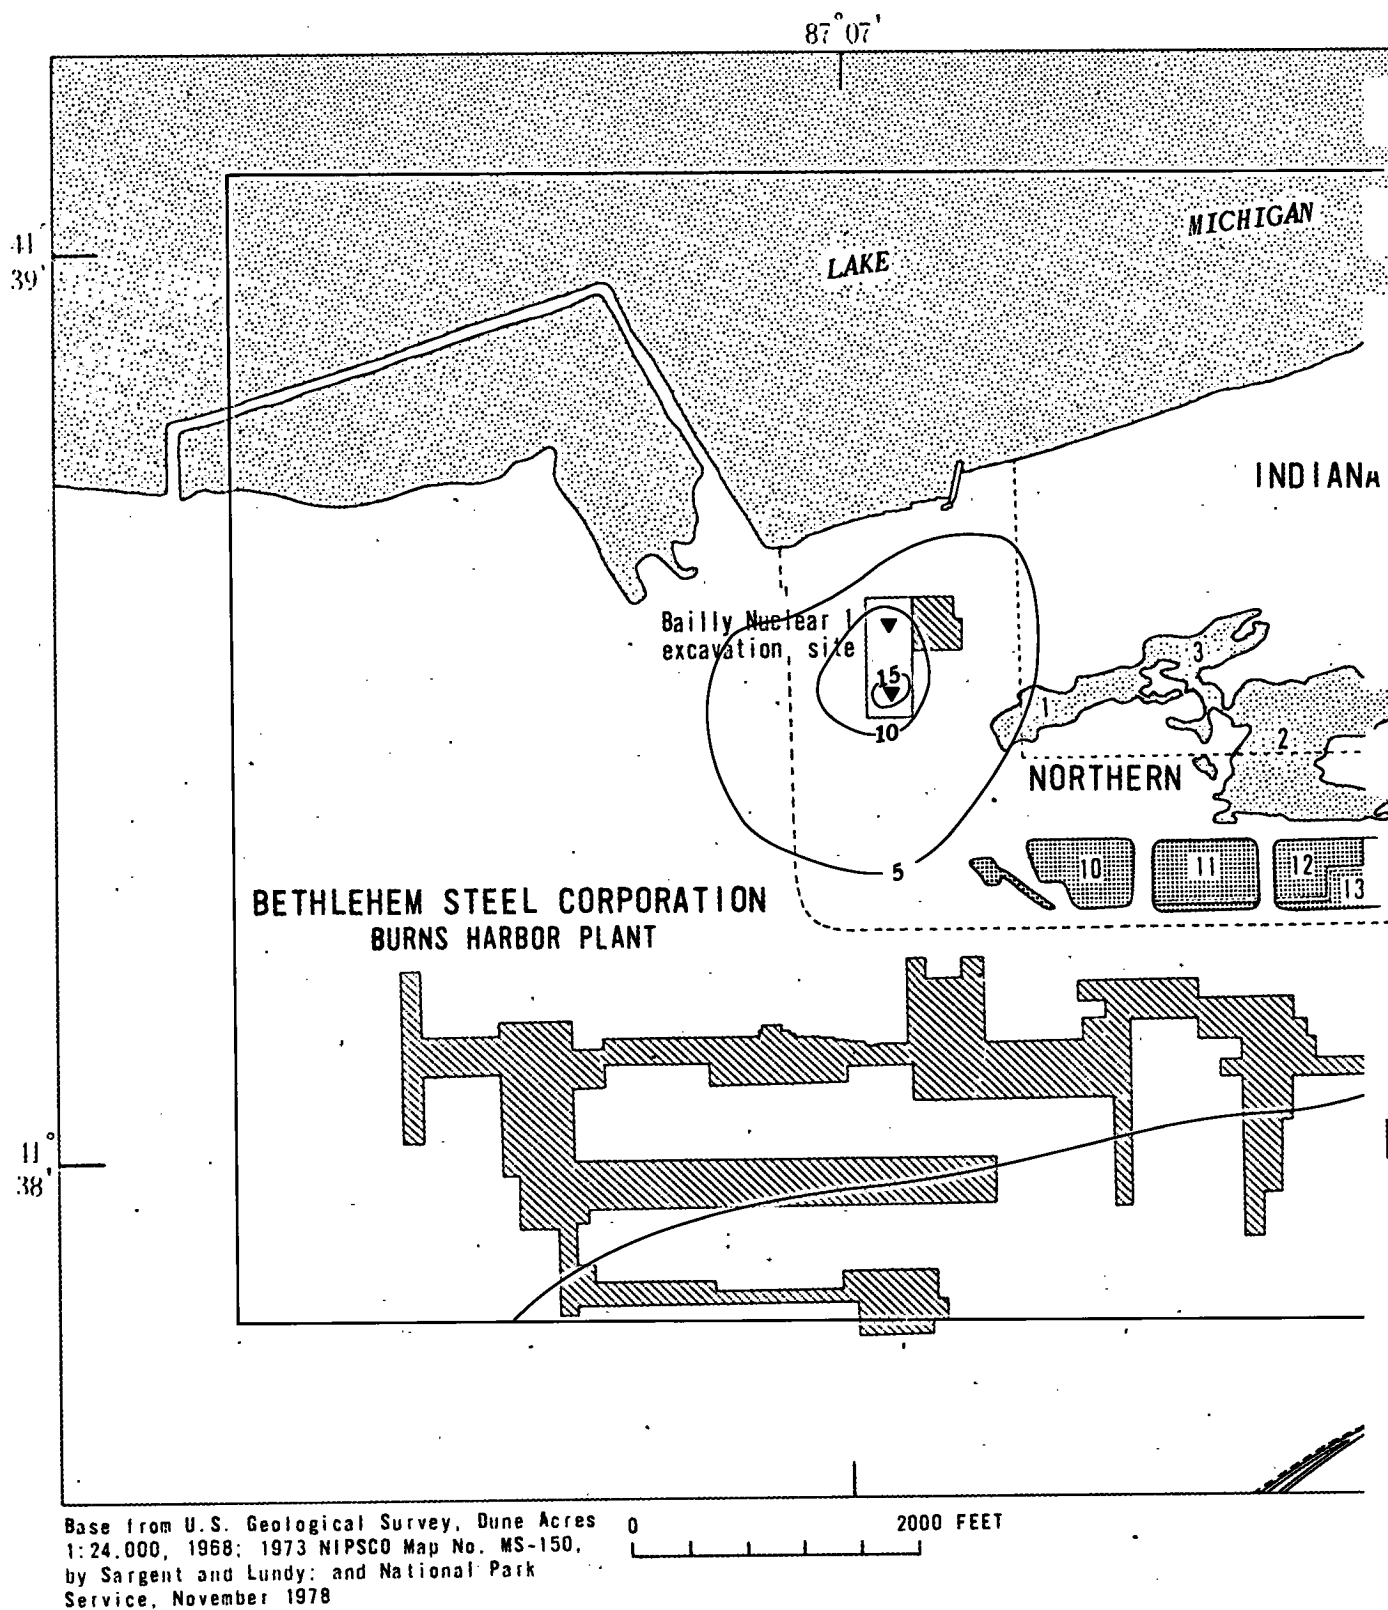 87°07'
MICHIGAN
LAKE
41°
39'
INDIANA
Bailly Nuclear 1
excavation site
3
15
1
10
2
NORTHERN
5
10
11
12
13
BETHLEHEM STEEL CORPORATION
BURNS HARBOR PLANT
41°
38'
Base from U.S. Geological Survey, Dune Acres
1:24,000, 1968; 1973 NIPSCO Map No. MS-150,
by Sargent and Lundy; and National Park
Service, November 1978
0 2000 FEET